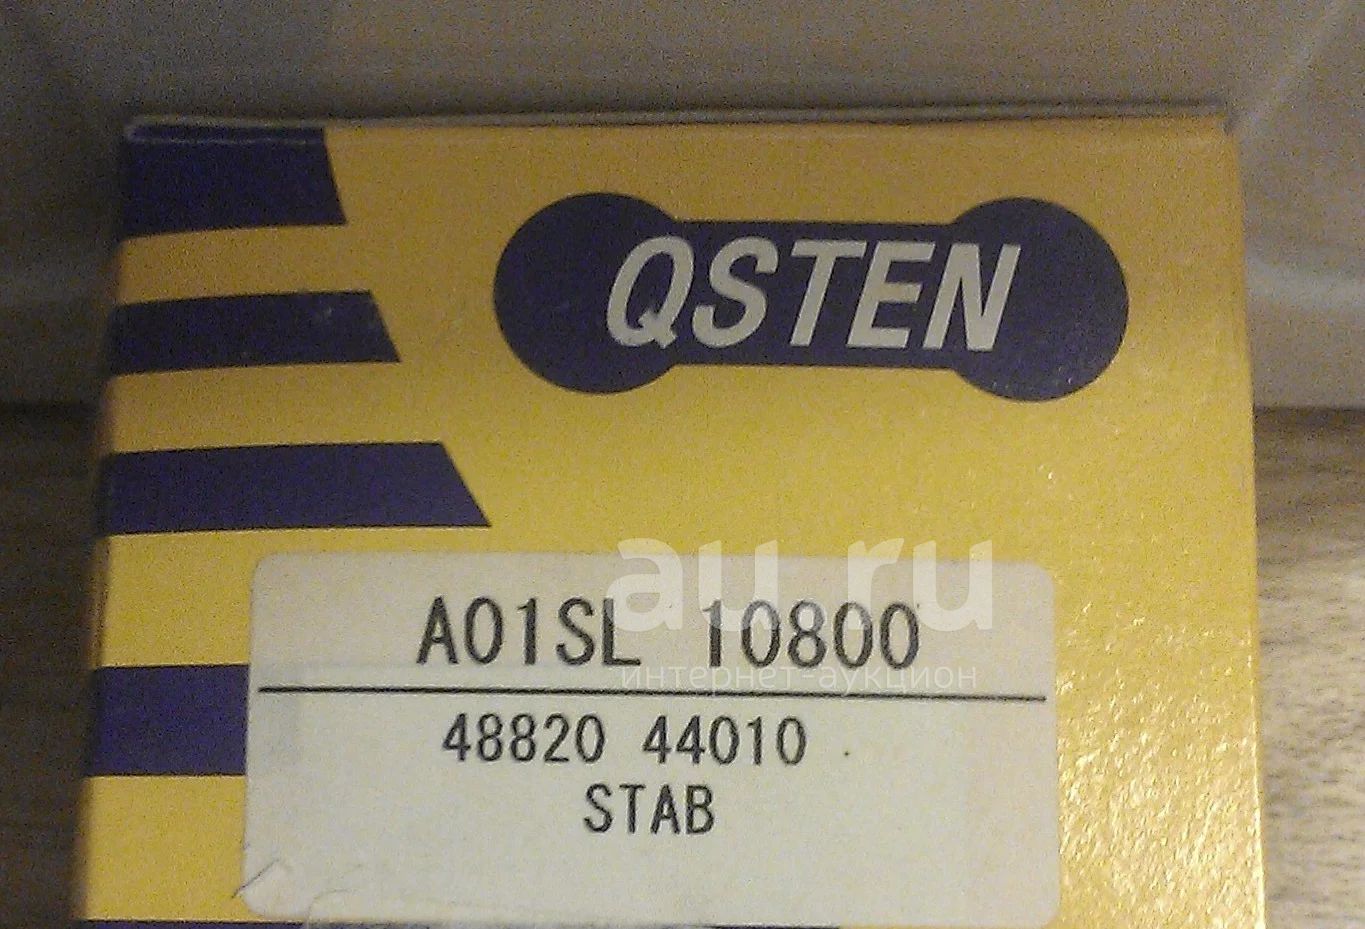 QSTEN
au.ru
A01SL 10800
интернет-аукцион
48820 44010
STAB